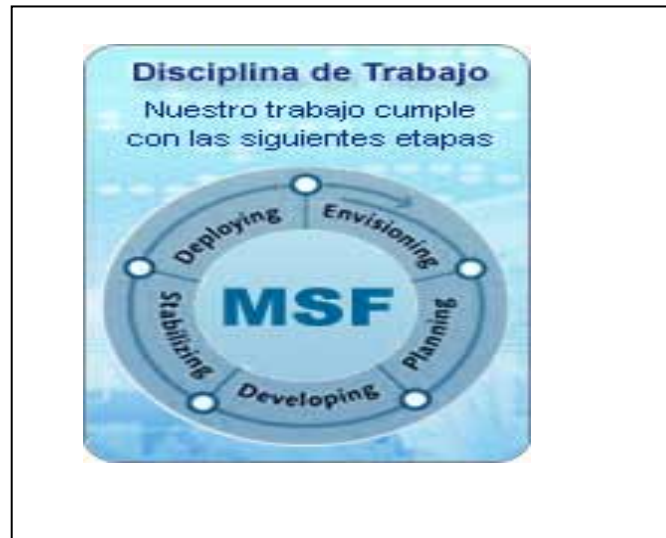 Disciplina de Trabajo
Nuestro trabajo cumple
con las siguientes etapas
Envisioning
Planning
Developing
Stabilizing
Deploying
MSF